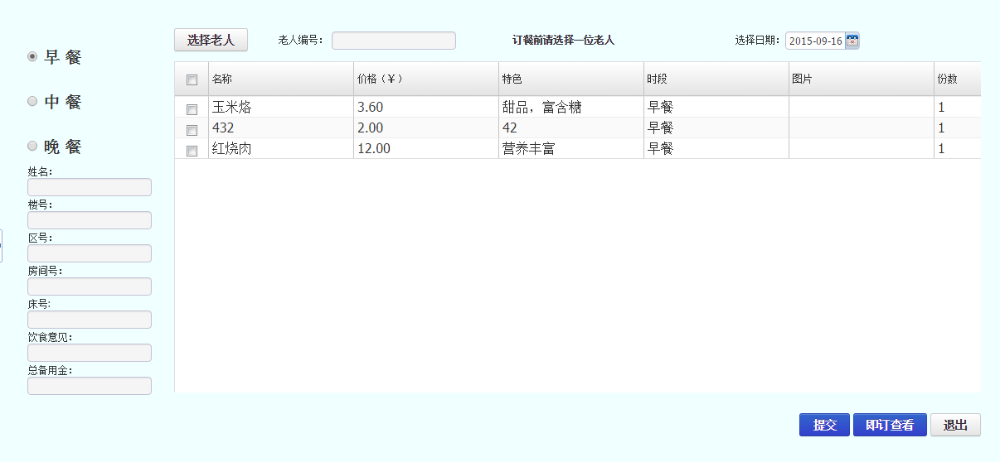 选择老人 老人编号： 订餐前请选择一位老人 选择日期： 2015-09-16
早 餐
中 餐
晚 餐
姓名：
楼号：
区号：
房间号：
床号：
饮食意见：
总备用金：
名称 价格（￥） 特色 时段 图片 份数
玉米烙 3.60 甜品，富含糖 早餐 1
432 2.00 42 早餐 1
红烧肉 12.00 营养丰富 早餐 1
提交 即订查看 退出